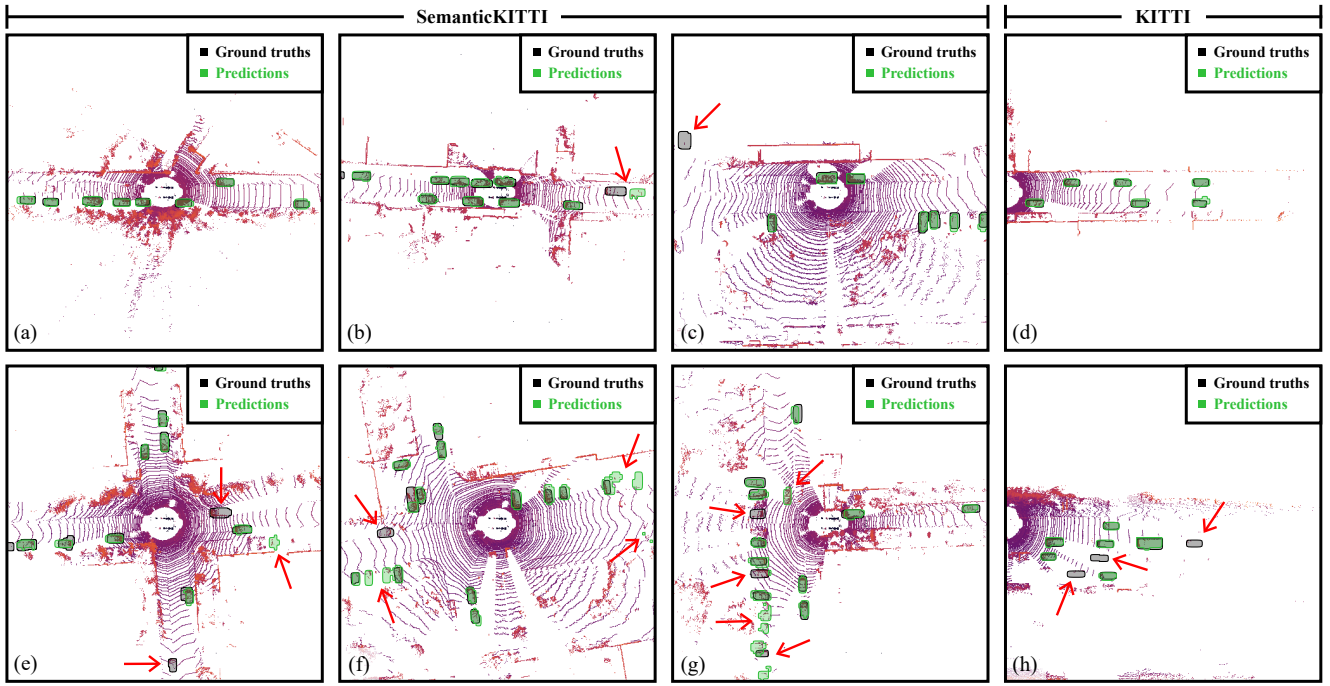 SemanticKITTI
KITTI
Ground truths
Predictions
(a)
Ground truths
Predictions
(b)
Ground truths
Predictions
(c)
Ground truths
Predictions
(d)
Ground truths
Predictions
(e)
Ground truths
Predictions
(f)
Ground truths
Predictions
(g)
Ground truths
Predictions
(h)